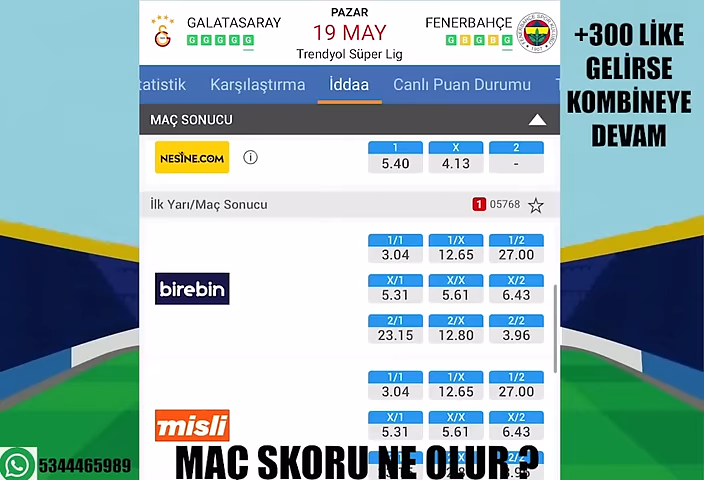 PAZAR
GALATASARAY
19 MAY
FENERBAHÇE
G G G G G
G B G B G
1907
Trendyol Süper Lig
+300 LİKE
GELİRSE
KOMBİNEYE
DEVAM
tatistik Karşılaştırma İddaa Canlı Puan Durumu
MAÇ SONUCU
NESİNE.COM
1 X 2
5.40 4.13 -
İlk Yarı/Maç Sonucu 1 05768
birebin
1/1 1/X 1/2
3.04 12.65 27.00
X/1 X/X X/2
5.31 5.61 6.43
2/1 2/X 2/2
23.15 12.80 3.96
misli
1/1 1/X 1/2
3.04 12.65 27.00
X/1 X/X X/2
5.31 5.61 6.43
5344465989
MAÇ SKORU NE OLUR ?